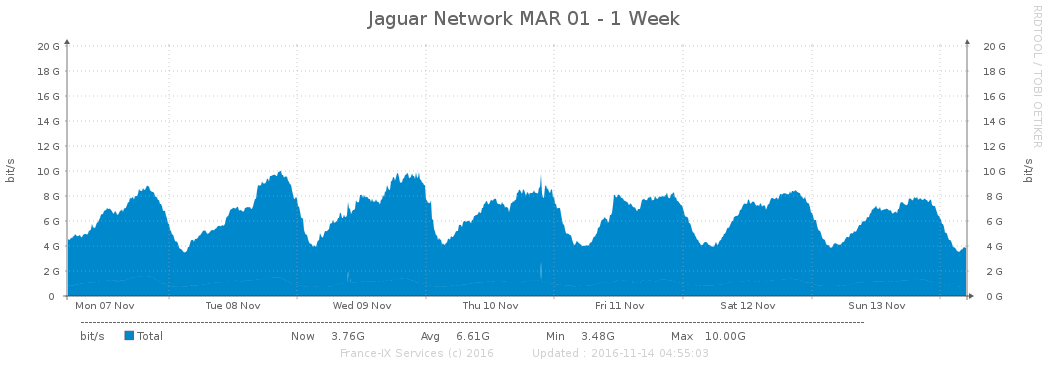 Jaguar Network MAR 01 - 1 Week
RRDTOOL / TOBI OETIKER
20 G 20 G
18 G 18 G
16 G 16 G
14 G 14 G
12 G 12 G
10 G 10 G
8 G 8 G
6 G 6 G
4 G 4 G
2 G 2 G
0 0 G
bit/s
bit/s
Mon 07 Nov Tue 08 Nov Wed 09 Nov Thu 10 Nov Fri 11 Nov Sat 12 Nov Sun 13 Nov
bit/s Total Now 3.76G Avg 6.61G Min 3.48G Max 10.00G
France-IX Services (c) 2016 Updated : 2016-11-14 04:55:03